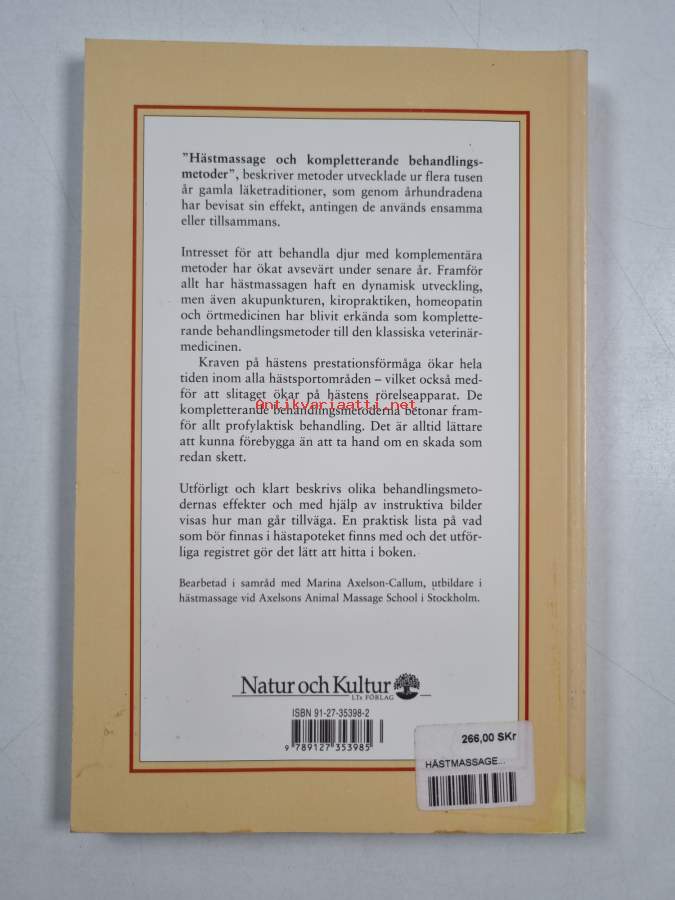 ”Hästmassage och kompletterande behandlings-
metoder”, beskriver metoder utvecklade ur flera tusen
år gamla läketraditioner, som genom århundradena
har bevisat sin effekt, antingen de används ensamma
eller tillsammans.
Intresset för att behandla djur med komplementära
metoder har ökat avsevärt under senare år. Framför
allt har hästmassagen haft en dynamisk utveckling,
men även akupunkturen, kiropraktiken, homeopatin
och örtmedicinen har blivit erkända som komplette-
rande behandlingsmetoder till den klassiska veterinär-
medicinen.
Kraven på hästens prestationsförmåga ökar hela
tiden inom alla hästsportområden – vilket också med-
för att slitaget ökar på hästens rörelseapparat. De
Antikvariaatti.net
kompletterande behandlingsmetoderna betonar fram-
för allt profylaktisk behandling. Det är alltid lättare
att kunna förebygga än att ta hand om en skada som
redan skett.
Utförligt och klart beskrivs olika behandlingsmeto-
dernas effekter och med hjälp av instruktiva bilder
visas hur man går tillväga. En praktisk lista på vad
som bör finnas i hästapoteket finns med och det utför-
liga registret gör det lätt att hitta i boken.
Bearbetad i samråd med Marina Axelson-Callum, utbildare i
hästmassage vid Axelsons Animal Massage School i Stockholm.
Natur och Kultur
LTs FÖRLAG
ISBN 91-27-35398-2
9 789127 353985
266,00 SKr
HÄSTMASSAGE...